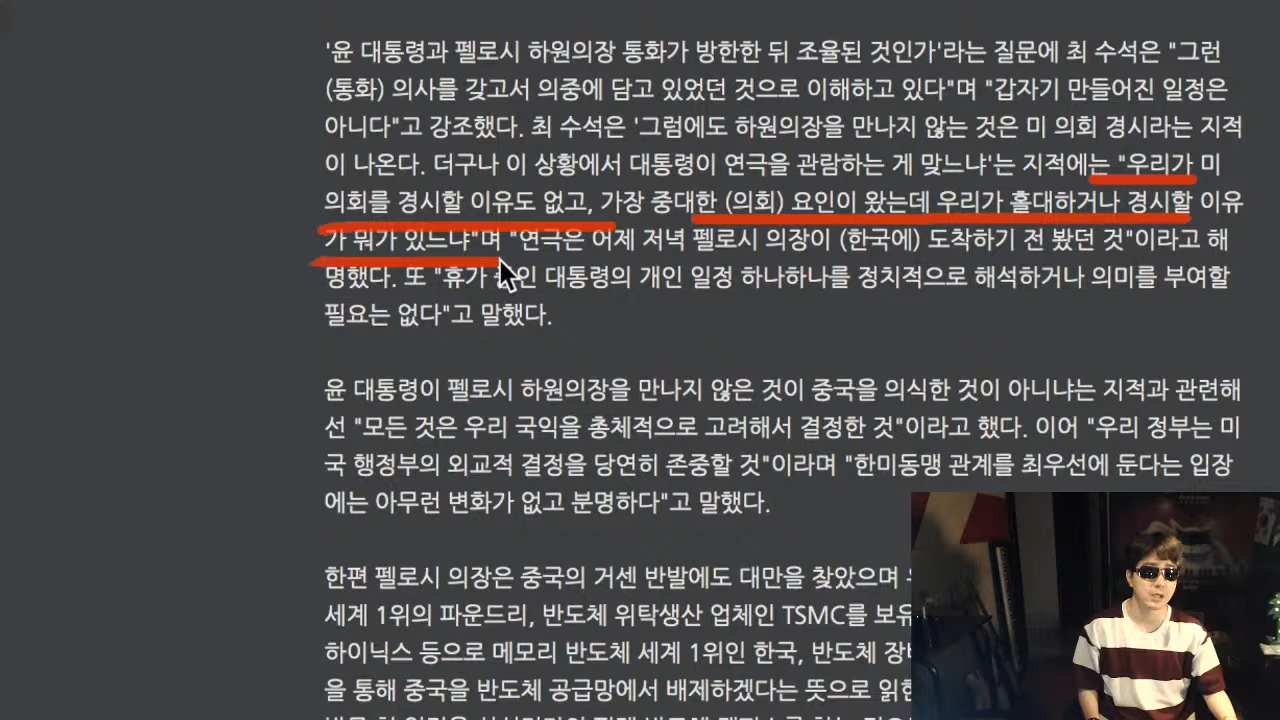 '윤 대통령과 펠로시 하원의장 통화가 방한한 뒤 조율된 것인가'라는 질문에 최 수석은 "그런
(통화) 의사를 갖고서 의중에 담고 있었던 것으로 이해하고 있다"며 "갑자기 만들어진 일정은
아니다"고 강조했다. 최 수석은 '그럼에도 하원의장을 만나지 않는 것은 미 의회 경시라는 지적
이 나온다. 더구나 이 상황에서 대통령이 연극을 관람하는 게 맞느냐'는 지적에는 "우리가 미
의회를 경시할 이유도 없고, 가장 중대한 (의회) 요인이 왔는데 우리가 홀대하거나 경시할 이유
가 뭐가 있느냐"며 "연극은 어제 저녁 펠로시 의장이 (한국에) 도착하기 전 봤던 것"이라고 해
명했다. 또 "휴가 인 대통령의 개인 일정 하나하나를 정치적으로 해석하거나 의미를 부여할
필요는 없다"고 말했다.
윤 대통령이 펠로시 하원의장을 만나지 않은 것이 중국을 의식한 것이 아니냐는 지적과 관련해
선 "모든 것은 우리 국익을 총체적으로 고려해서 결정한 것"이라고 했다. 이어 "우리 정부는 미
국 행정부의 외교적 결정을 당연히 존중할 것"이라며 "한미동맹 관계를 최우선에 둔다는 입장
에는 아무런 변화가 없고 분명하다"고 말했다.
한편 펠로시 의장은 중국의 거센 반발에도 대만을 찾았으며
세계 1위의 파운드리, 반도체 위탁생산 업체인 TSMC를 보유
하이닉스 등으로 메모리 반도체 세계 1위인 한국, 반도체 장
을 통해 중국을 반도체 공급망에서 배제하겠다는 뜻으로 읽